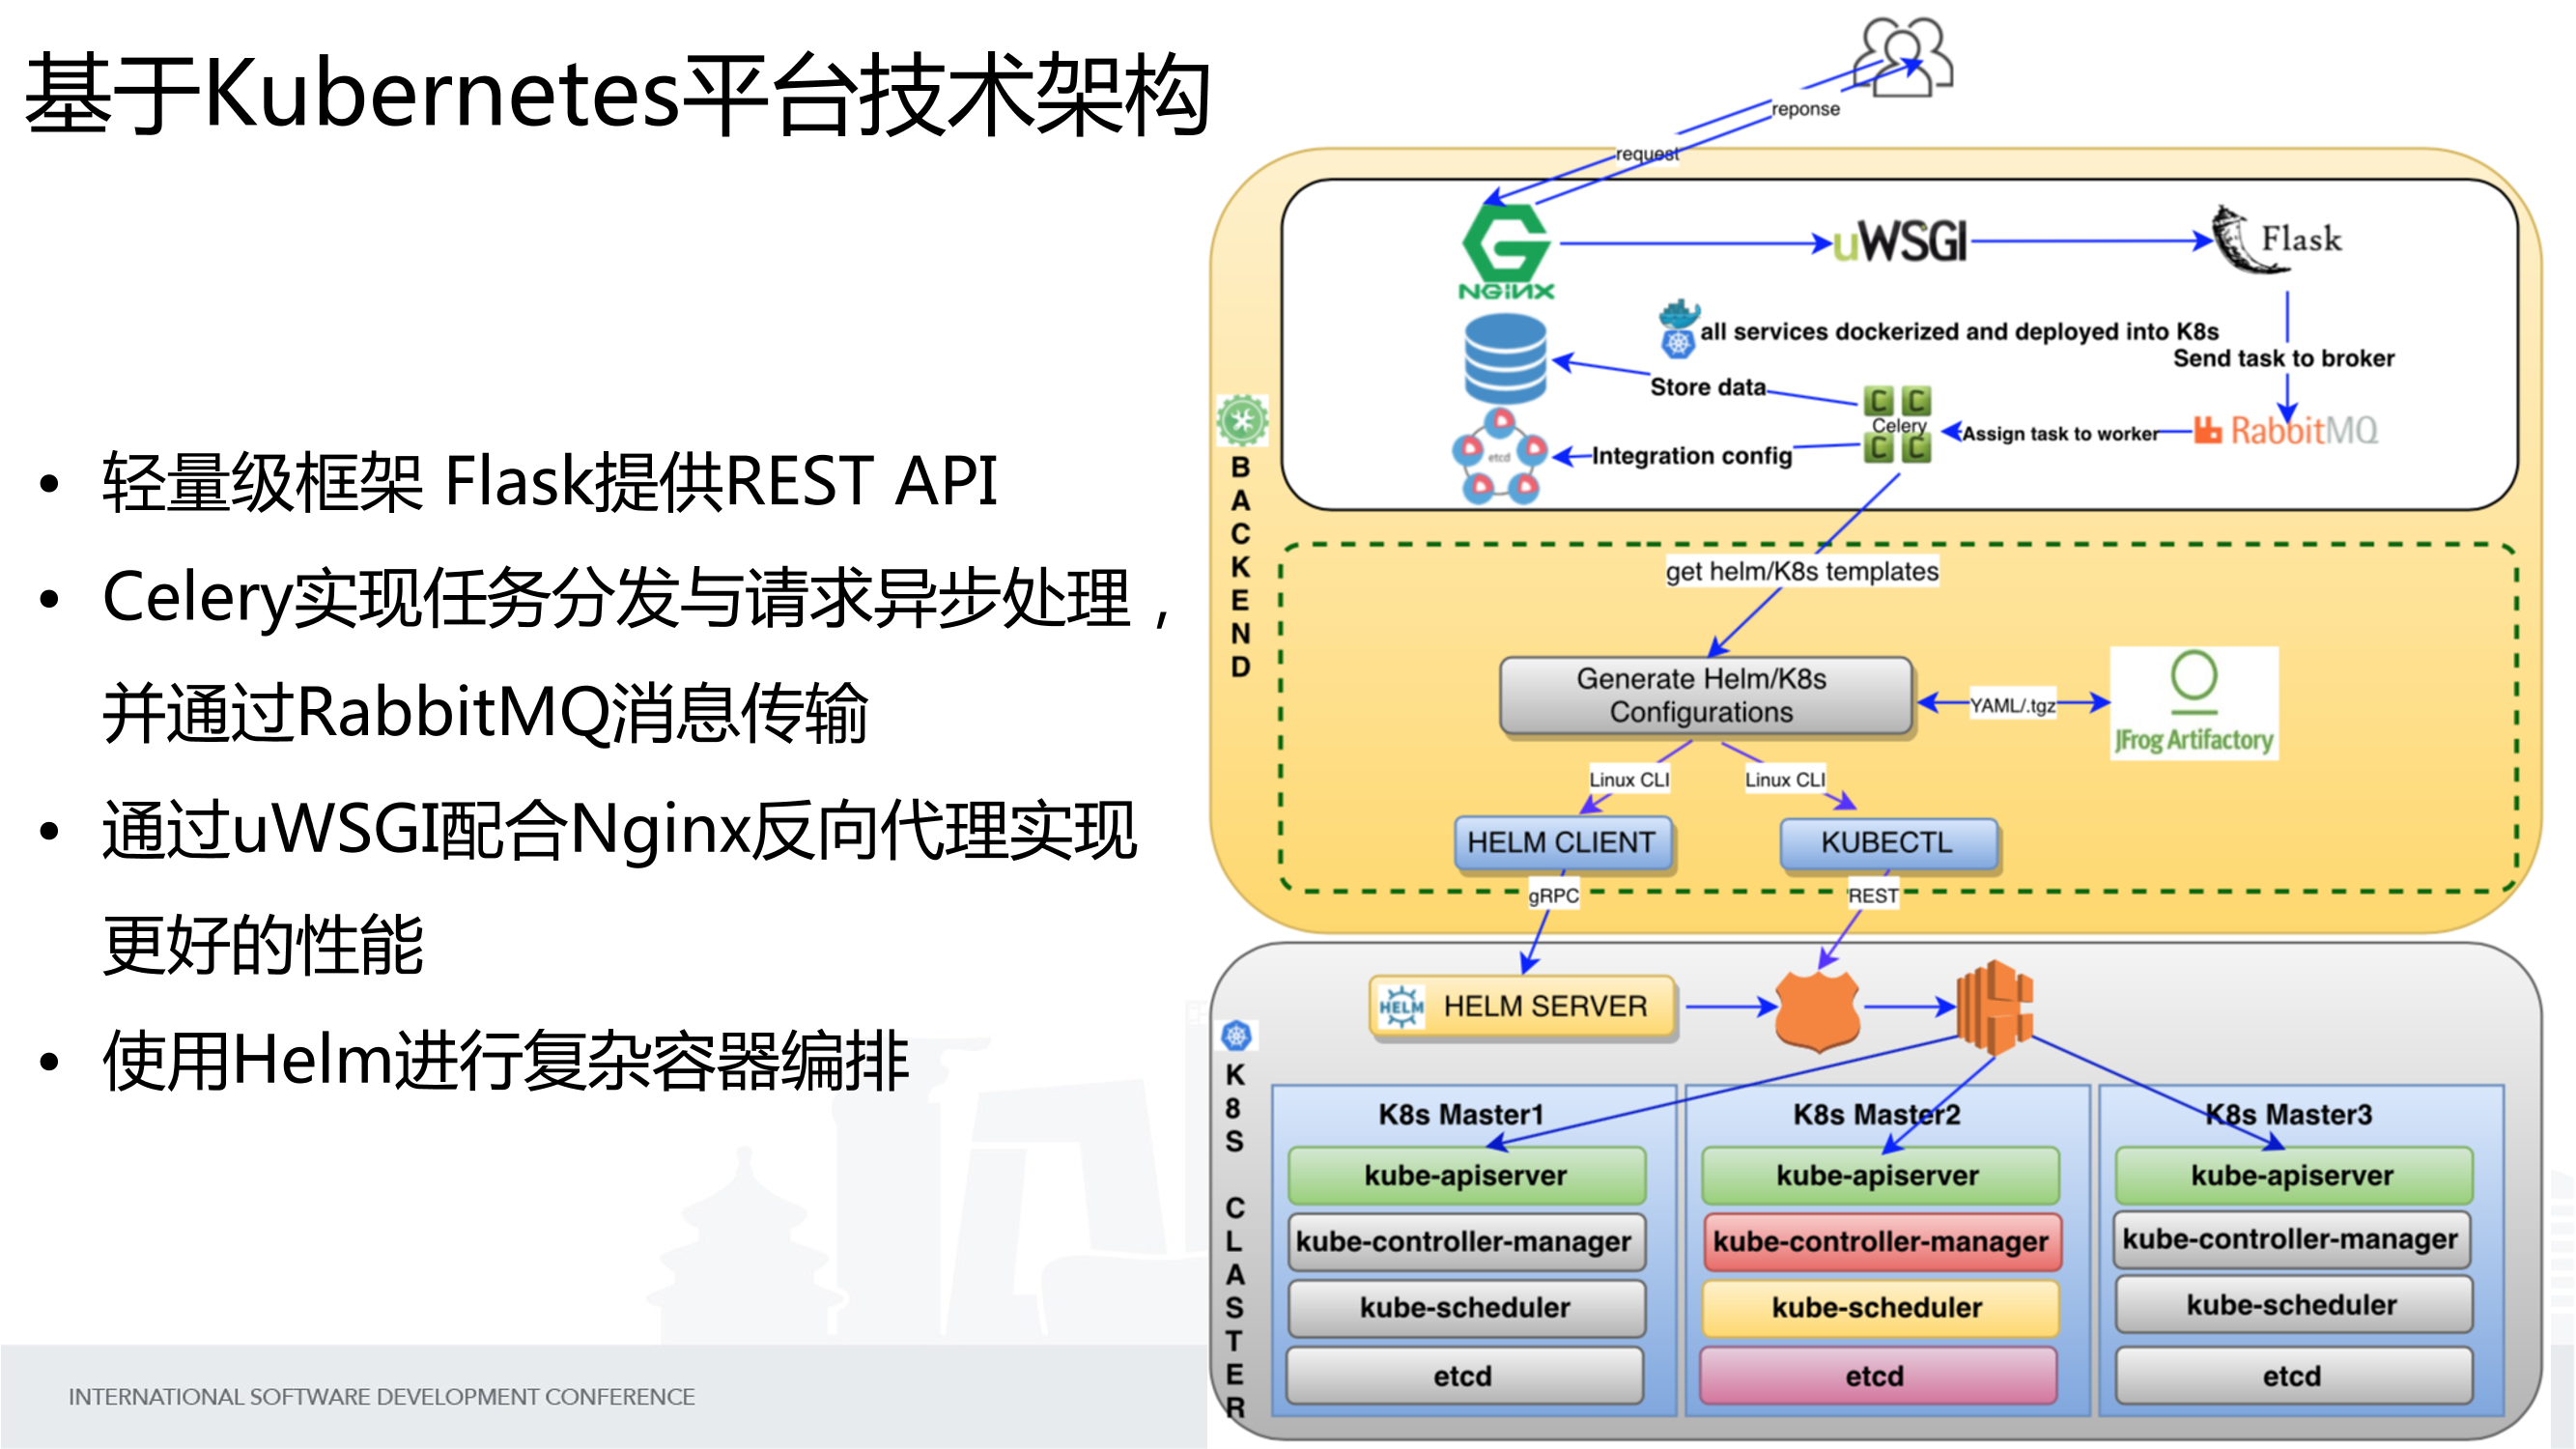 基于Kubernetes平台技术架构
• 轻量级框架 Flask提供REST API
• Celery实现任务分发与请求异步处理，
并通过RabbitMQ消息传输
• 通过uWSGI配合Nginx反向代理实现
更好的性能
• 使用Helm进行复杂容器编排
INTERNATIONAL SOFTWARE DEVELOPMENT CONFERENCE
reponse
request
NGINX
uWSGI
Flask
all services dockerized and deployed into K8s
Send task to broker
Store data
C C
Celery
C C
Assign task to worker
RabbitMQ
etcd
Integration config
BACKEND
get helm/K8s templates
Generate Helm/K8s
Configurations
YAML/.tgz
JFrog Artifactory
Linux CLI
Linux CLI
HELM CLIENT
KUBECTL
gRPC
REST
HELM
HELM SERVER
K8S CLASTER
K8s Master1
K8s Master2
K8s Master3
kube-apiserver
kube-apiserver
kube-apiserver
kube-controller-manager
kube-controller-manager
kube-controller-manager
kube-scheduler
kube-scheduler
kube-scheduler
etcd
etcd
etcd